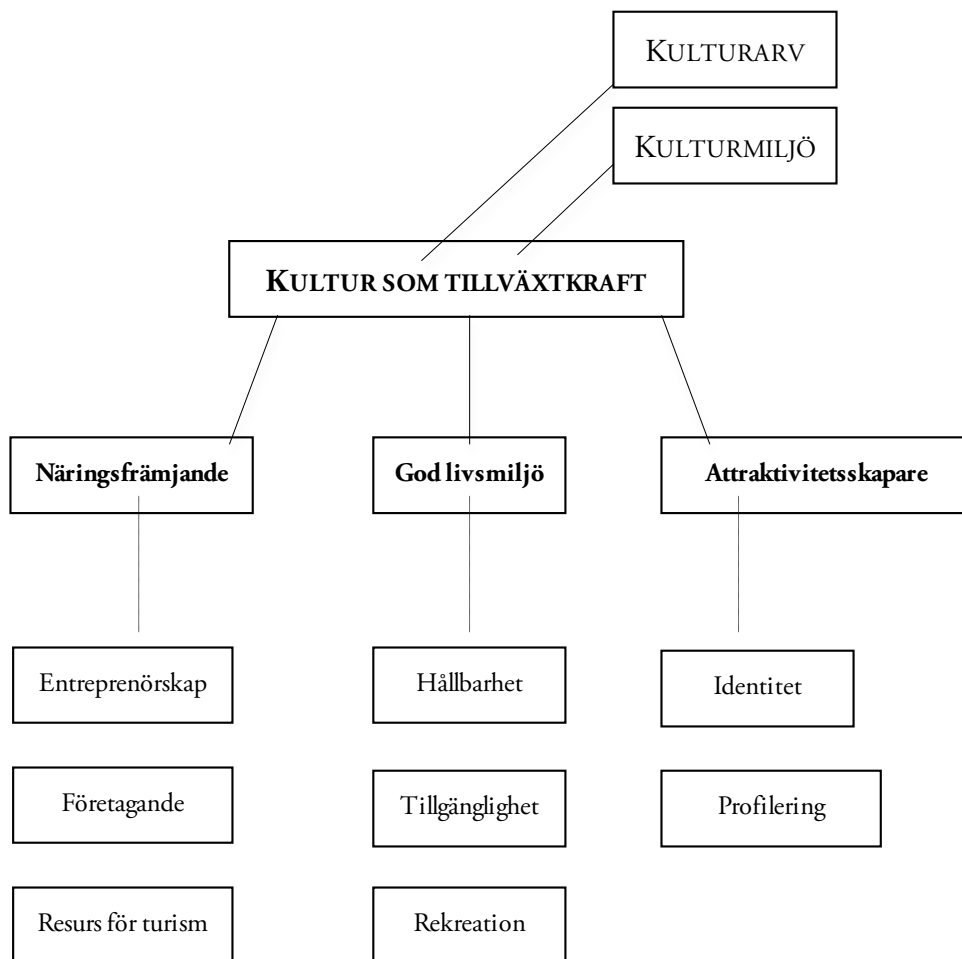 KULTURARV
KULTURMILJÖ
KULTUR SOM TILLVÄXTKRAFT
Näringsfrämjande
God livsmiljö
Attraktivitetsskapare
Entreprenörskap
Hållbarhet
Identitet
Företagande
Tillgänglighet
Profilering
Resurs för turism
Rekreation